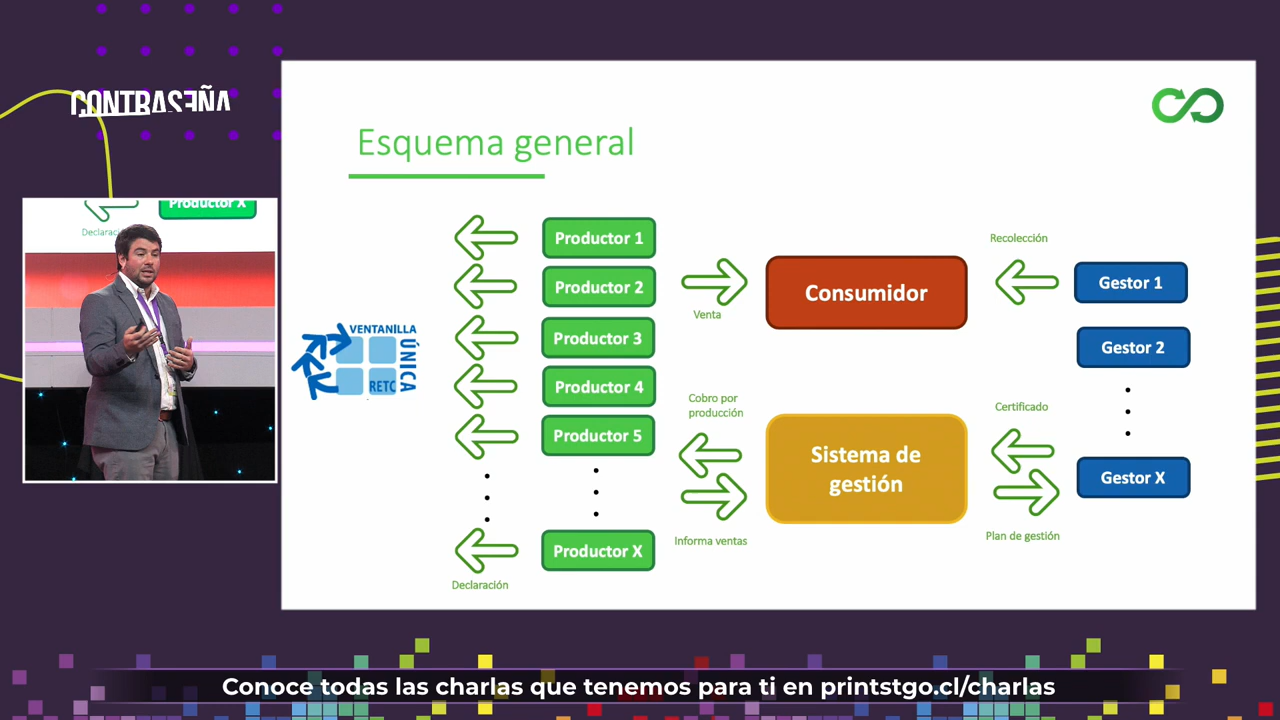 CONTRASEÑA
Esquema general
Productor X
Declaraci
VENTANILLA
ÚNICA
RETC
Productor 1
Productor 2
Productor 3
Productor 4
Productor 5
Productor X
Declaración
Venta
Cobro por
producción
Informa ventas
Consumidor
Sistema de
gestión
Recolección
Certificado
Plan de gestión
Gestor 1
Gestor 2
Gestor X
Conoce todas las charlas que tenemos para ti en printstgo.cl/charlas